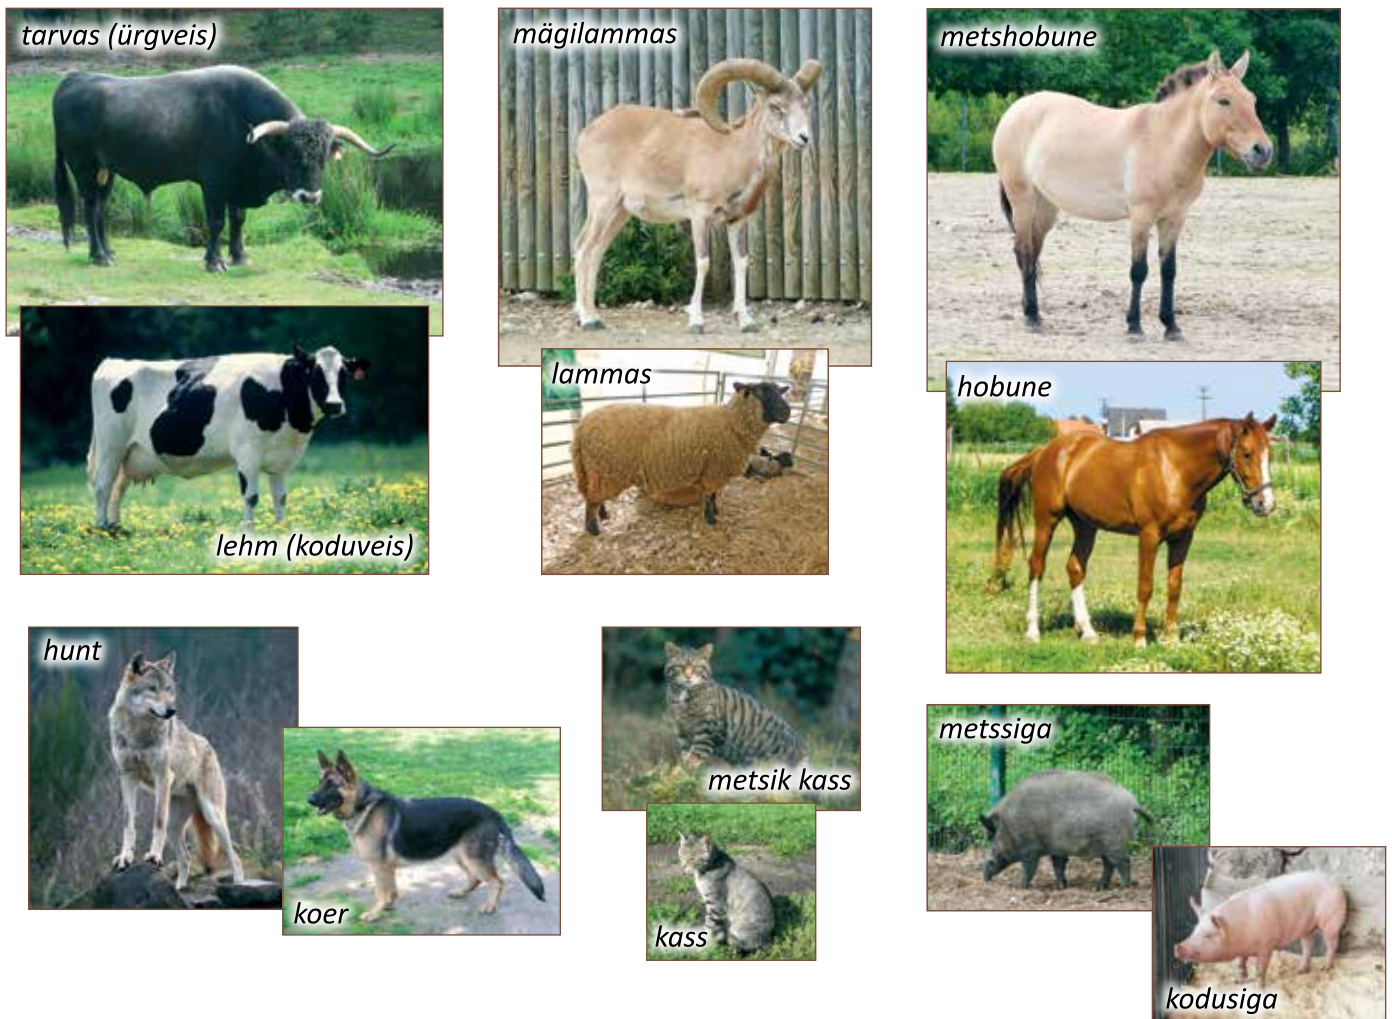 tarvas (ürgveis)
mägilammas
metshobune
lehm (koduveis)
lammas
hobune
hunt
koer
metsik kass
kass
metssiga
kodusiga